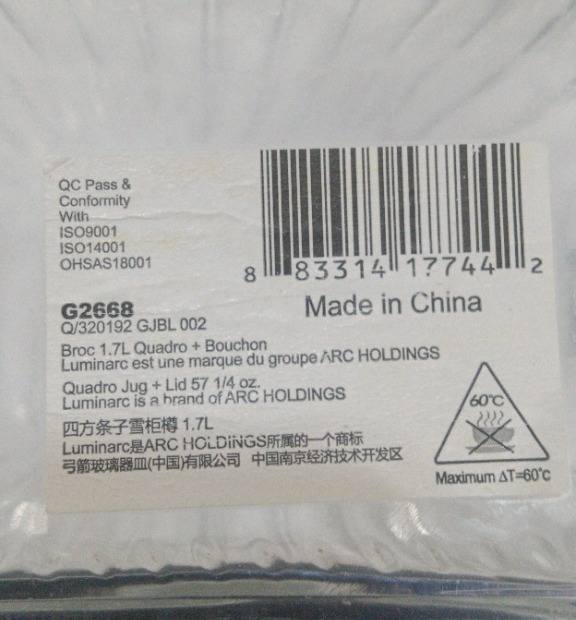 QC Pass &
Conformity
With
ISO9001
ISO14001
OHSAS18001
8 83314 17744 2
Made in China
G2668
Q/320192 GJBL 002
Broc 1.7L Quadro + Bouchon
Luminarc est une marque du groupe ARC HOLDINGS
Quadro Jug + Lid 57 1/4 oz.
Luminarc is a brand of ARC HOLDINGS
四方条子雪柜樽 1.7L
Luminarc是ARC HOLDINGS所属的一个商标
弓箭玻璃器皿(中国)有限公司 中国南京经济技术开发区
60℃
Maximum ΔT=60℃